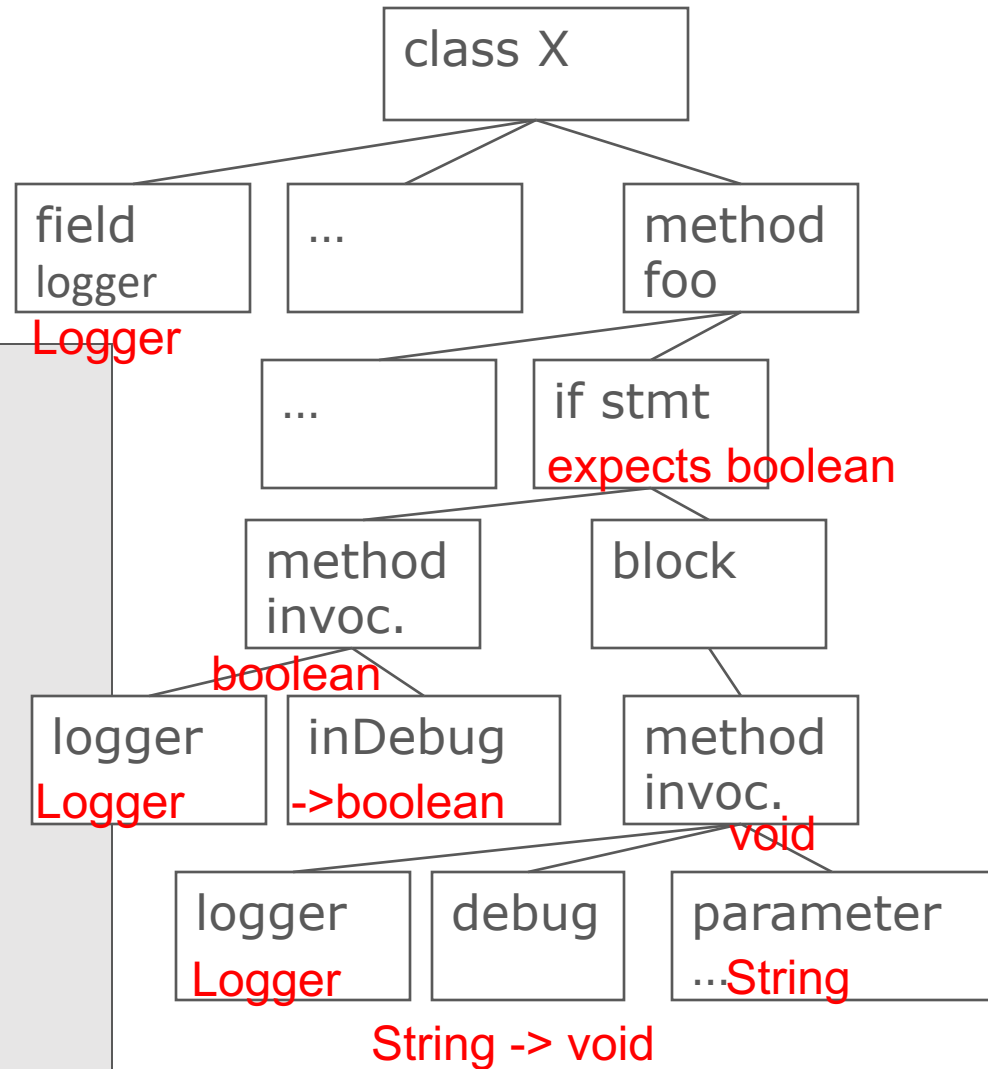 class X
field
logger
Logger
...
method
foo
...
if stmt
expects boolean
method
invoc.
boolean
block
logger
Logger
inDebug
->boolean
method
invoc.
void
logger
Logger
debug
parameter
...String
String -> void